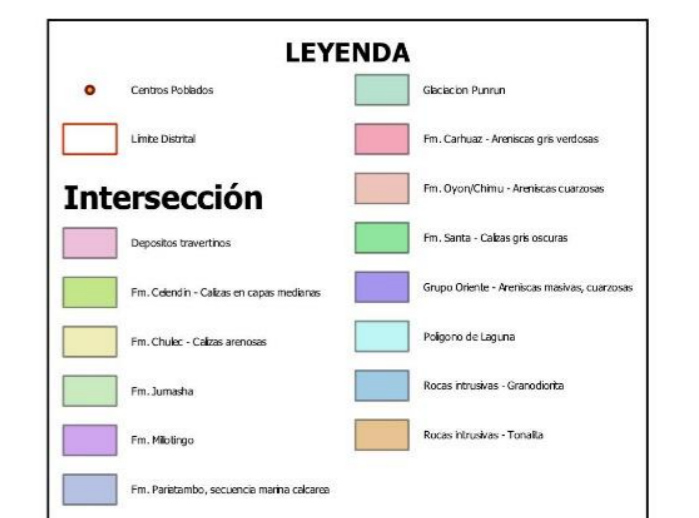 LEYENDA
Centros Poblados
Límite Distrital
Intersección
Depositos travertinos
Fm. Celendin - Calizas en capas medianas
Fm. Chulec - Calizas arenosas
Fm. Jumasha
Fm. Millotingo
Fm. Pariatambo, secuencia marina calcarea
Glaciacion Punrun
Fm. Carhuaz - Areniscas gris verdosas
Fm. Oyon/Chimu - Areniscas cuarzosas
Fm. Santa - Calizas gris oscuras
Grupo Oriente - Areniscas masivas, cuarzosas
Poligono de Laguna
Rocas intrusivas - Granodiorita
Rocas intrusivas - Tonalita